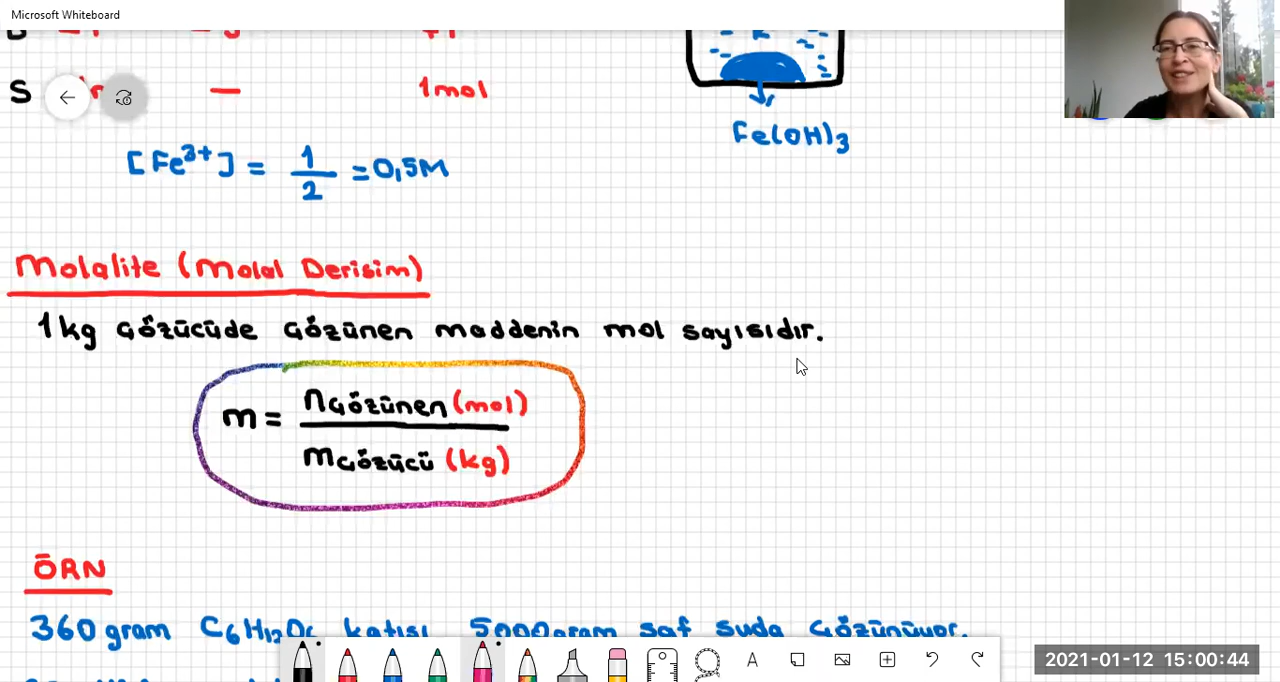 Microsoft Whiteboard
S
1mol
Fe(OH)3
[Fe3+] = 1/2 = 0,5M
Molalite (Molal Derisim)
1kg çözücüde çözünen maddenin mol sayısıdır.
m = nçözünen (mol)
mçözücü (kg)
ÖRN
360 gram C6H12O6 katısı 5000gram saf suda çözünüyor.
A
2021-01-12 15:00:44